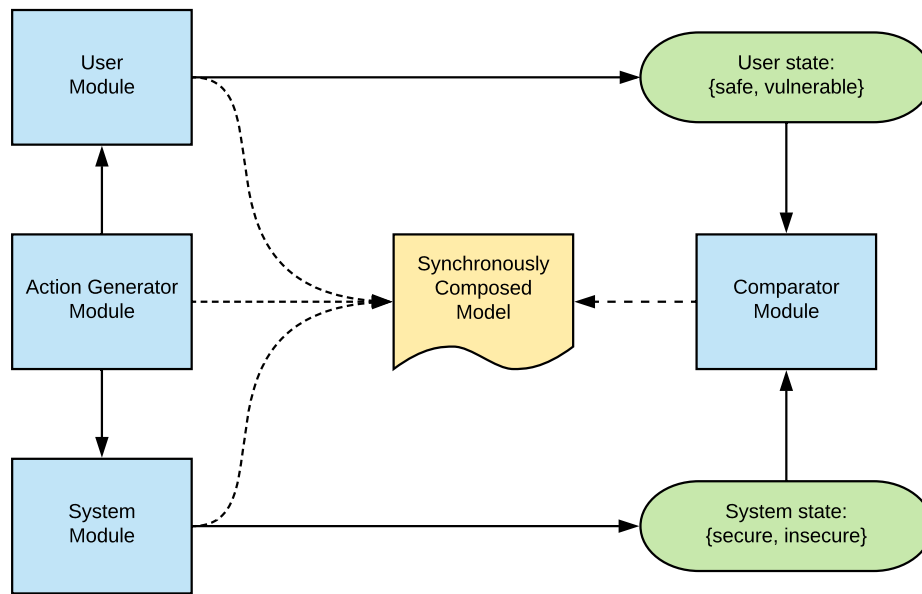 User
Module
User state:
{safe, vulnerable}
Action Generator
Module
Synchronously
Composed
Model
Comparator
Module
System
Module
System state:
{secure, insecure}